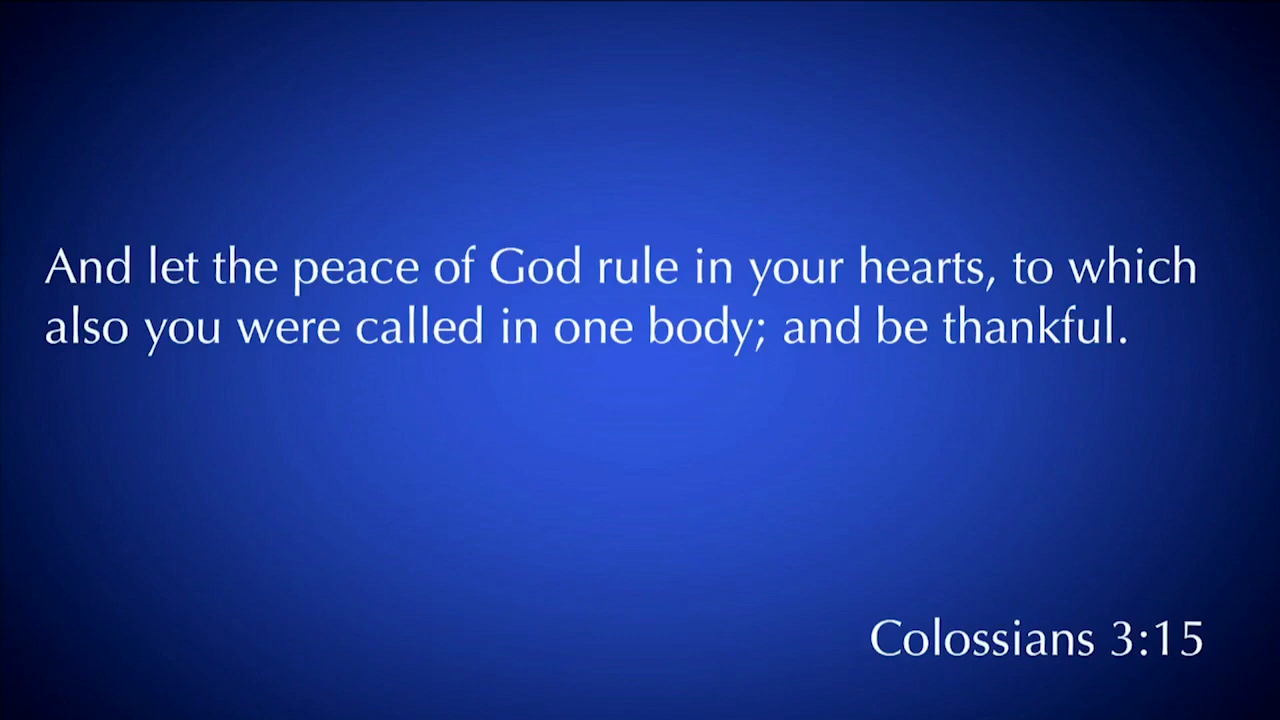 And let the peace of God rule in your hearts, to which
also you were called in one body; and be thankful.
Colossians 3:15